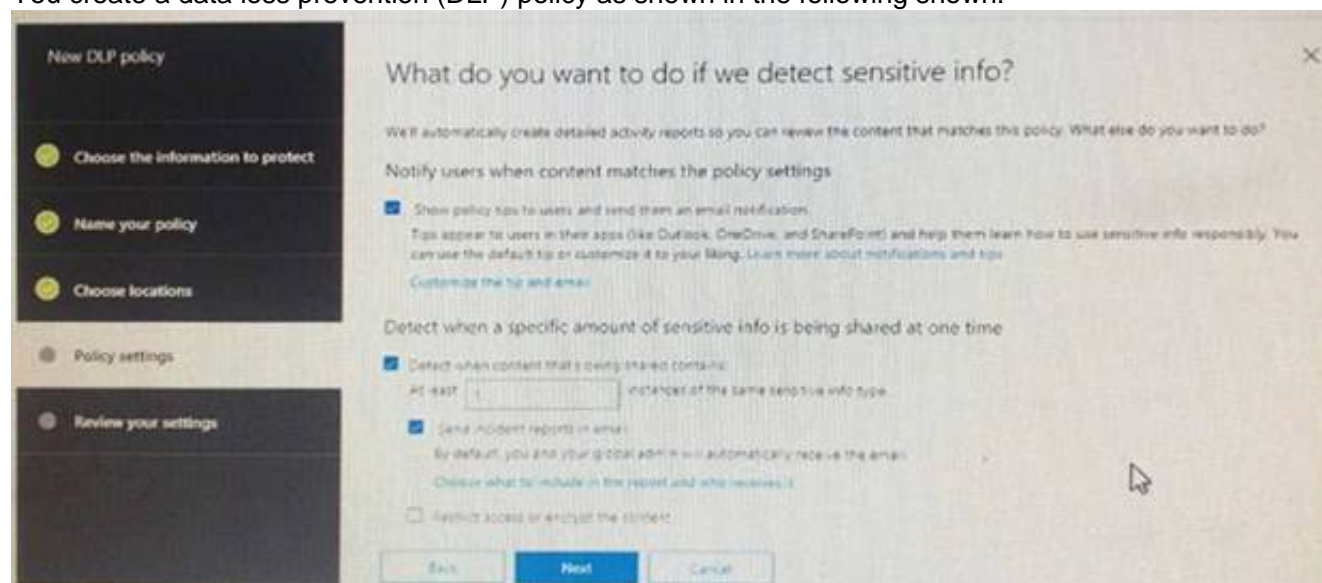 You create a data loss prevention (DLP) policy as shown in the following shown:
New DLP policy
Choose the information to protect
Name your policy
Choose locations
Policy settings
Review your settings
What do you want to do if we detect sensitive info?
We'll automatically create detailed activity reports so you can review the content that matches this policy. What else do you want to do?
Notify users when content matches the policy settings
Show policy tips to users and send them an email notification.
Tips appear to users in their apps (like Outlook, OneDrive, and SharePoint) and help them learn how to use sensitive info responsibly. You
can use the default tip or customize it to your liking. Learn more about notifications and tips
Customize the tip and email
Detect when a specific amount of sensitive info is being shared at one time
Detect when content that's being shared contains:
At least 1 instances of the same sensitive info type.
Send incident reports in email
By default, you and your global admin will automatically receive the email.
Choose what to include in the report and who receives it
Restrict access or encrypt the content
Back
Next
Cancel